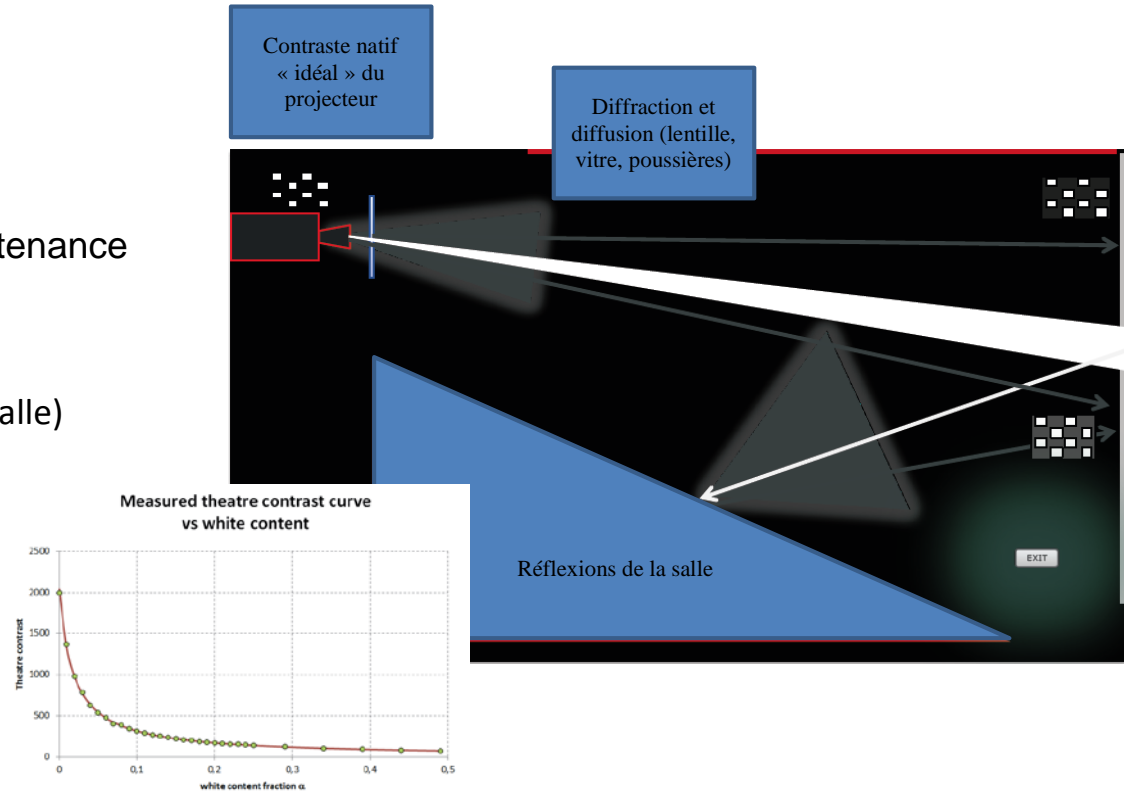 Contraste natif
« idéal » du
projecteur
Diffraction et
diffusion (lentille,
vitre, poussières)
tenance
alle)
Réflexions de la salle
EXIT
Measured theatre contrast curve
vs white content
Theatre contrast
2500
2000
1500
1000
500
0
0 0,1 0,2 0,3 0,4 0,5
white content fraction α